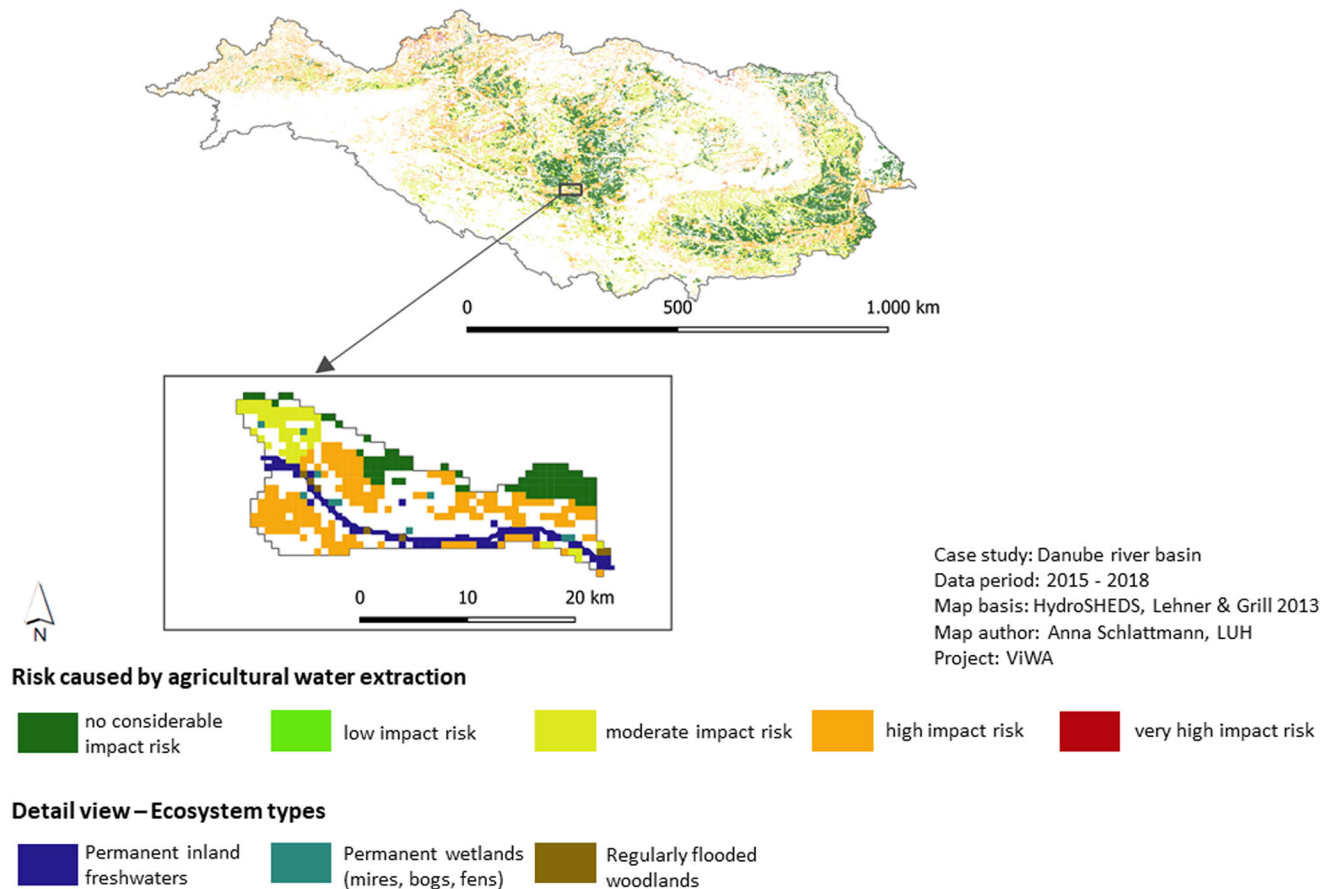 0 500 1.000 km
0 10 20 km
N
Case study: Danube river basin
Data period: 2015 - 2018
Map basis: HydroSHEDS, Lehner & Grill 2013
Map author: Anna Schlattmann, LUH
Project: ViWA
Risk caused by agricultural water extraction
no considerable
impact risk
low impact risk
moderate impact risk
high impact risk
very high impact risk
Detail view – Ecosystem types
Permanent inland
freshwaters
Permanent wetlands
(mires, bogs, fens)
Regularly flooded
woodlands